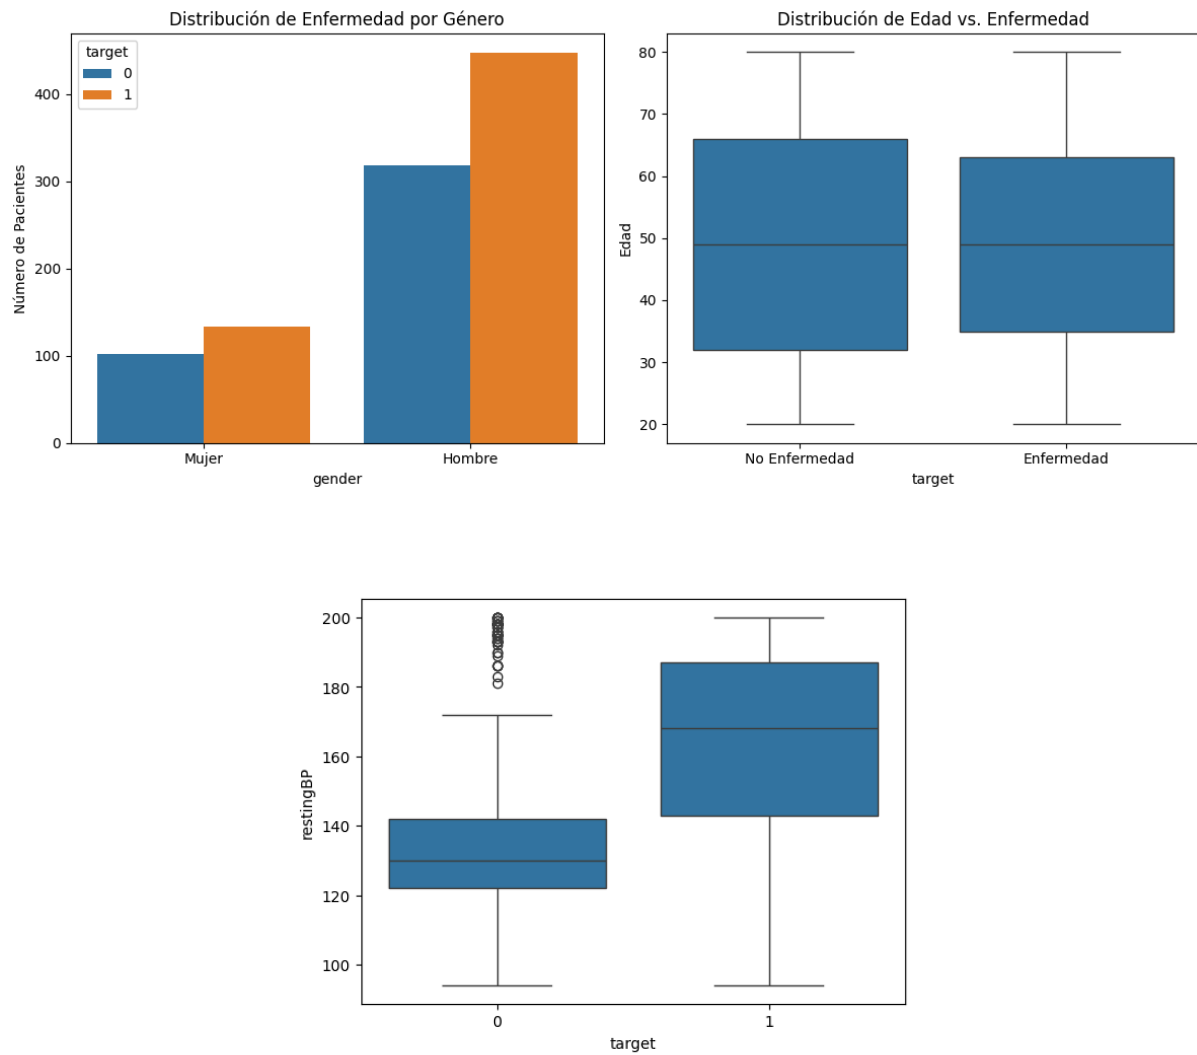 Distribución de Enfermedad por Género
target
0
1
400
300
200
100
0
Número de Pacientes
Mujer
Hombre
gender
Distribución de Edad vs. Enfermedad
80
70
60
50
40
30
20
Edad
No Enfermedad
Enfermedad
target
200
180
160
140
120
100
restingBP
0
1
target